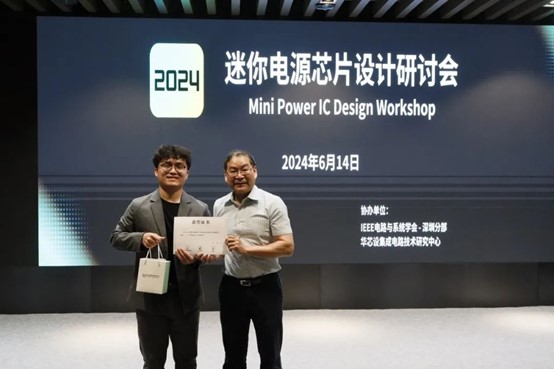 2024
迷你电源芯片设计研讨会
Mini Power IC Design Workshop
2024年6月14日
协办单位：
IEEE电路与系统学会 - 深圳分部
华芯设集成电路技术研究中心